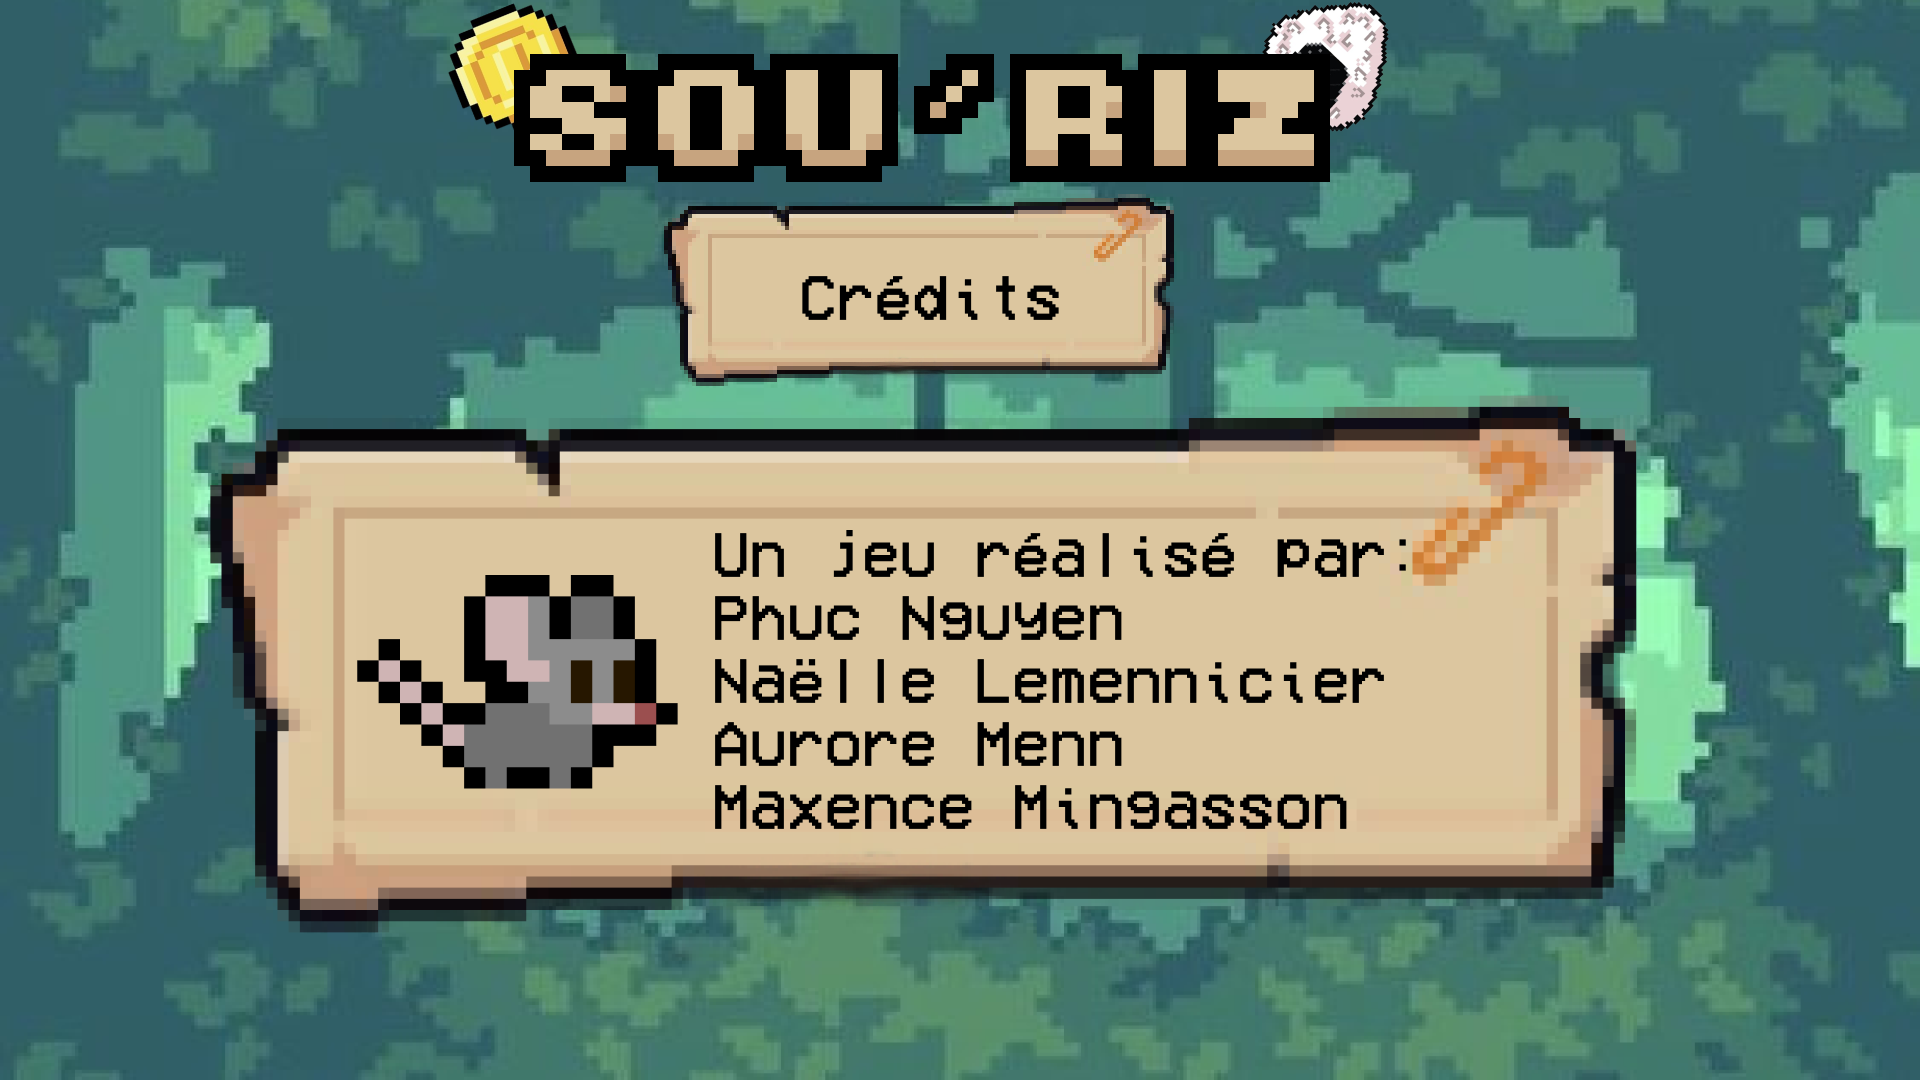 SOU'RIZ
Crédits
Un jeu réalisé par:
Phuc Nguyen
Naëlle Lemennicier
Aurore Menn
Maxence Mingasson